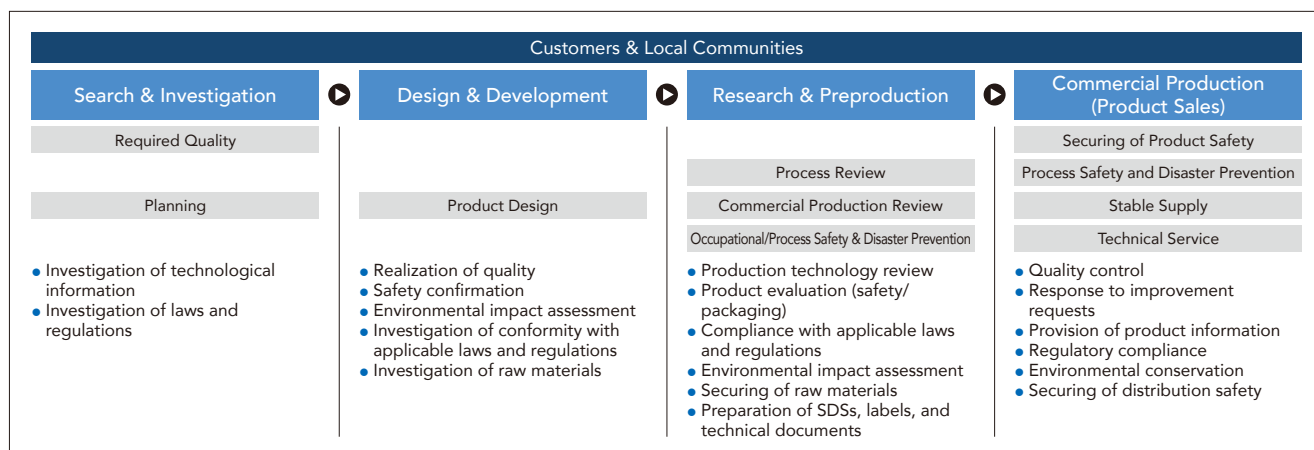 Customers & Local Communities
Search & Investigation
Required Quality
Planning
● Investigation of technological
information
● Investigation of laws and
regulations
Design & Development
Product Design
● Realization of quality
● Safety confirmation
● Environmental impact assessment
● Investigation of conformity with
applicable laws and regulations
● Investigation of raw materials
Research & Preproduction
Process Review
Commercial Production Review
Occupational/Process Safety & Disaster Prevention
● Production technology review
● Product evaluation (safety/
packaging)
● Compliance with applicable laws
and regulations
● Environmental impact assessment
● Securing of raw materials
● Preparation of SDSs, labels, and
technical documents
Commercial Production
(Product Sales)
Securing of Product Safety
Process Safety and Disaster Prevention
Stable Supply
Technical Service
● Quality control
● Response to improvement
requests
● Provision of product information
● Regulatory compliance
● Environmental conservation
● Securing of distribution safety